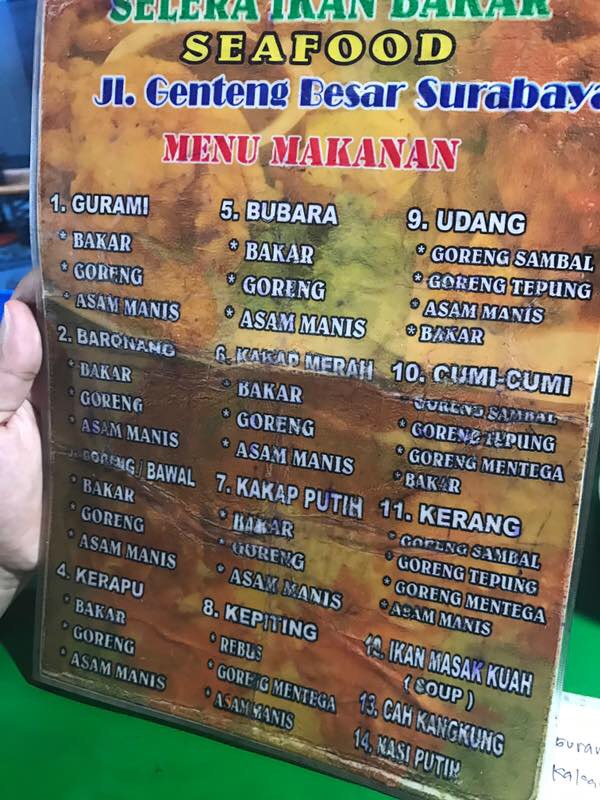 SELERA IKAN BAKAR
SEAFOOD
Jl. Genteng Besar Surabaya
MENU MAKANAN
1. GURAMI
* BAKAR
* GORENG
* ASAM MANIS
2. BARONANG
* BAKAR
* GORENG
* ASAM MANIS
/ BAWAL
* BAKAR
* GORENG
* ASAM MANIS
4. KERAPU
* BAKAR
* GORENG
* ASAM MANIS
5. BUBARA
* BAKAR
* GORENG
* ASAM MANIS
6. KAKAP MERAH
* BAKAR
* GORENG
* ASAM MANIS
7. KAKAP PUTIH
* BAKAR
* GORENG
* ASAM MANIS
8. KEPITING
* REBUS
* GORENG MENTEGA
* ASAM MANIS
9. UDANG
* GORENG SAMBAL
* GORENG TEPUNG
* ASAM MANIS
* BAKAR
10. CUMI-CUMI
GORENG SAMBAL
* GORENG TEPUNG
* GORENG MENTEGA
* BAKAR
11. KERANG
* GORENG SAMBAL
* GORENG TEPUNG
* GORENG MENTEGA
* ASAM MANIS
12. IKAN MASAK KUAH
( SOUP )
13. CAH KANGKUNG
14. NASI PUTIH